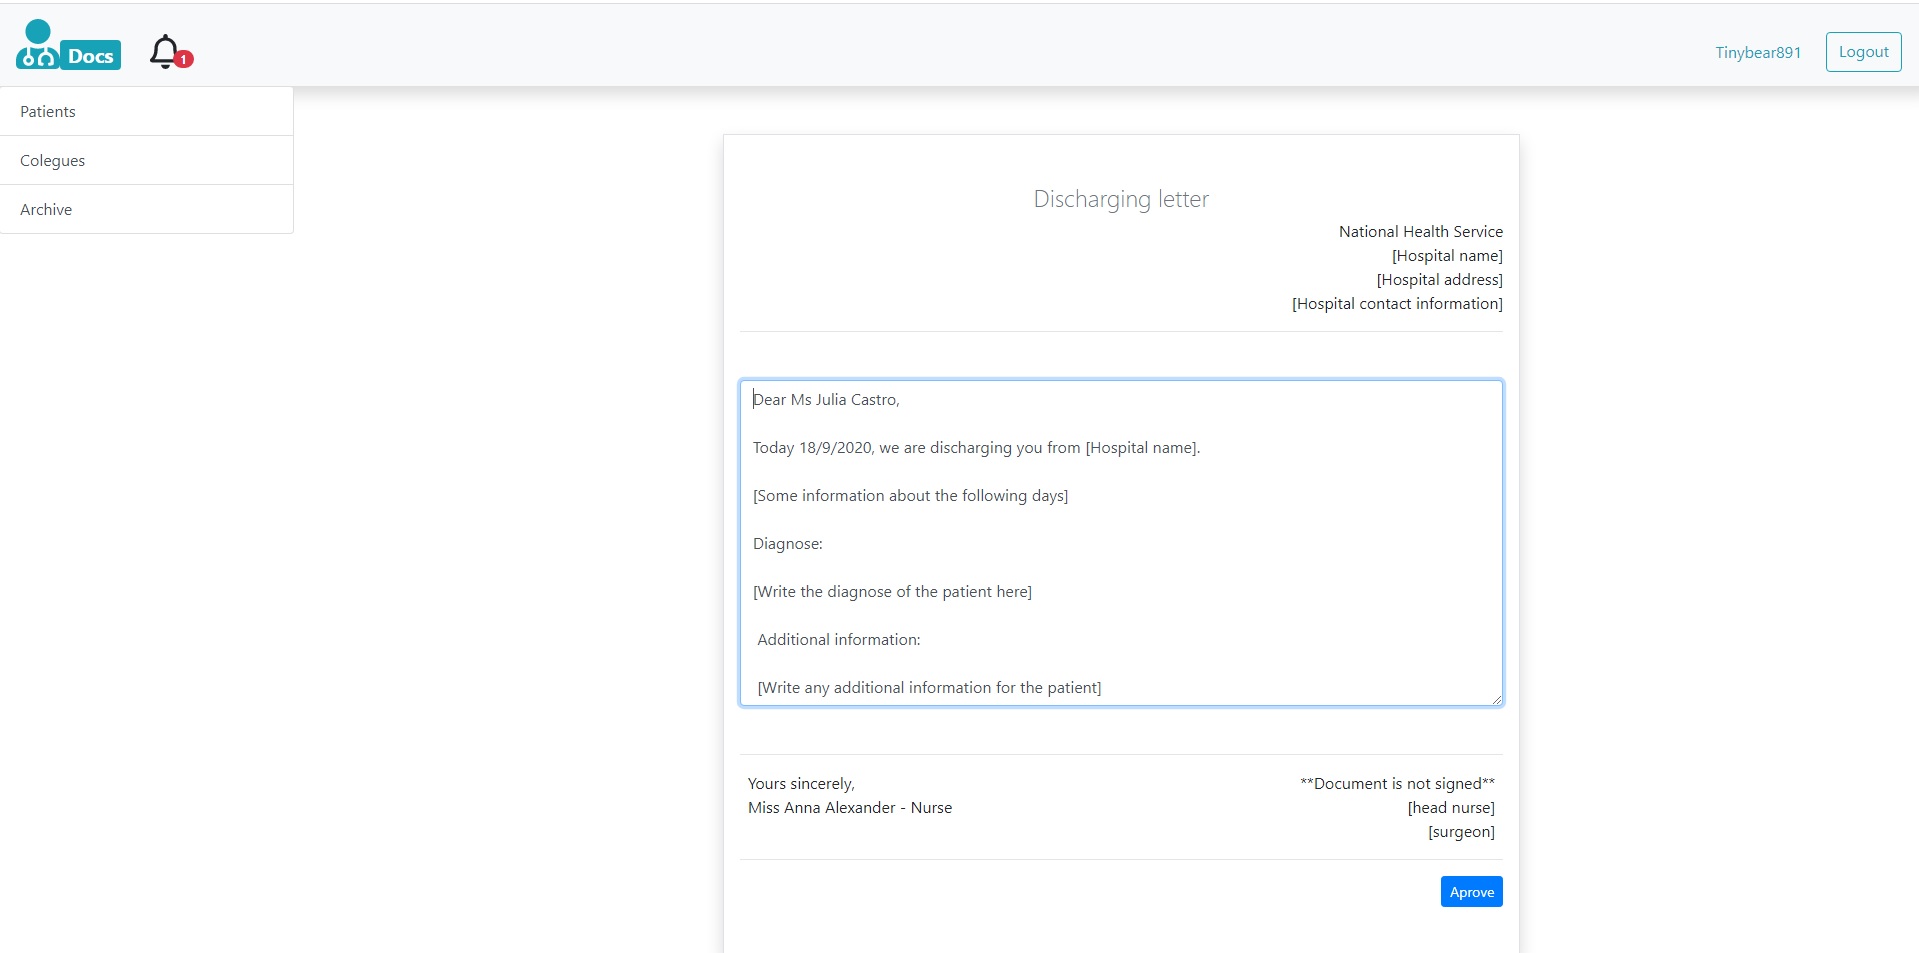 Docs
1
Tinybear891
Logout
Patients
Colegues
Archive
Discharging letter
National Health Service
[Hospital name]
[Hospital address]
[Hospital contact information]
Dear Ms Julia Castro,
Today 18/9/2020, we are discharging you from [Hospital name].
[Some information about the following days]
Diagnose:
[Write the diagnose of the patient here]
Additional information:
[Write any additional information for the patient]
Yours sincerely,
Miss Anna Alexander - Nurse
**Document is not signed**
[head nurse]
[surgeon]
Aprove